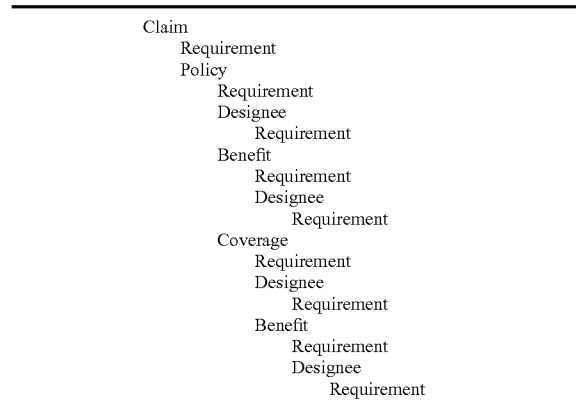 Claim
Requirement
Policy
Requirement
Designee
Requirement
Benefit
Requirement
Designee
Requirement
Coverage
Requirement
Designee
Requirement
Benefit
Requirement
Designee
Requirement